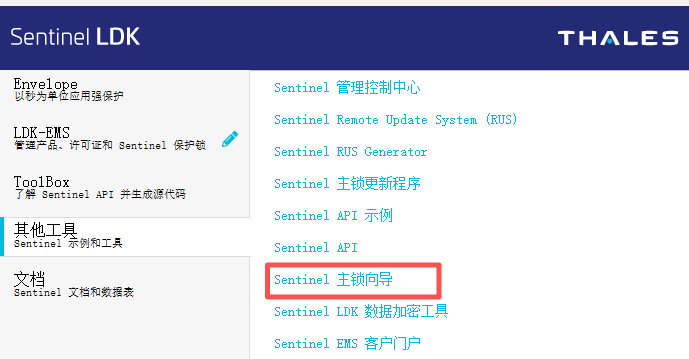 Sentinel LDK
THALES
Envelope
以秒为单位应用强保护
LDK-EMS
管理产品、许可证和 Sentinel 保护锁
ToolBox
了解 Sentinel API 并生成源代码
其他工具
Sentinel 示例和工具
文档
Sentinel 文档和数据表
Sentinel 管理控制中心
Sentinel Remote Update System (RUS)
Sentinel RUS Generator
Sentinel 主锁更新程序
Sentinel API 示例
Sentinel API
Sentinel 主锁向导
Sentinel LDK 数据加密工具
Sentinel EMS 客户门户